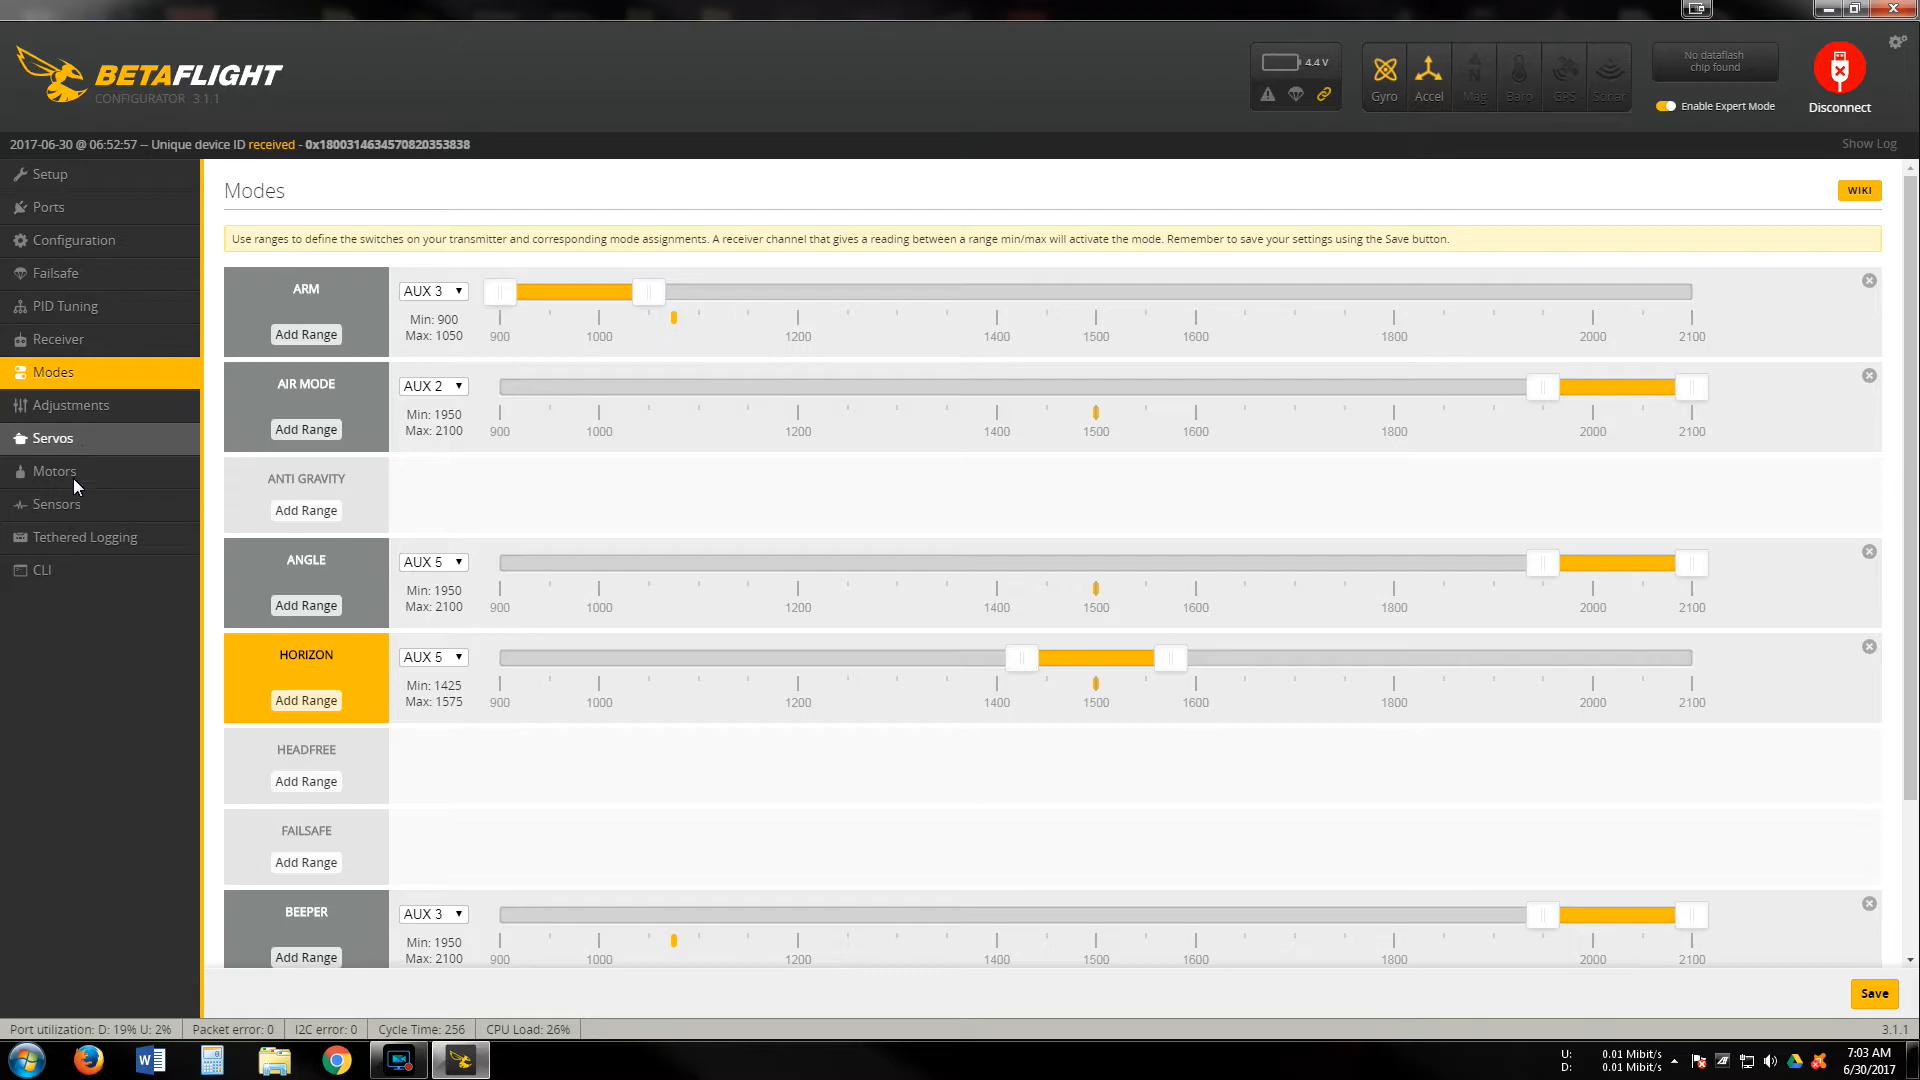 BETAFLIGHT
CONFIGURATOR 3.1.1
4.4 V
Gyro Accel Mag Baro GPS Sonar
No dataflash
chip found
Enable Expert Mode
Disconnect
2017-06-30 @ 06:52:57 -- Unique device ID received - 0x1800314634570820353838
Show Log
Setup
Ports
Configuration
Failsafe
PID Tuning
Receiver
Modes
Adjustments
Servos
Motors
Sensors
Tethered Logging
CLI
Modes
WIKI
Use ranges to define the switches on your transmitter and corresponding mode assignments. A receiver channel that gives a reading between a range min/max will activate the mode. Remember to save your settings using the Save button.
ARM
Add Range
AUX 3
Min: 900
Max: 1050
900 1000 1200 1400 1500 1600 1800 2000 2100
AIR MODE
Add Range
AUX 2
Min: 1950
Max: 2100
900 1000 1200 1400 1500 1600 1800 2000 2100
ANTI GRAVITY
Add Range
ANGLE
Add Range
AUX 5
Min: 1950
Max: 2100
900 1000 1200 1400 1500 1600 1800 2000 2100
HORIZON
Add Range
AUX 5
Min: 1425
Max: 1575
900 1000 1200 1400 1500 1600 1800 2000 2100
HEADFREE
Add Range
FAILSAFE
Add Range
BEEPER
Add Range
AUX 3
Min: 1950
Max: 2100
900 1000 1200 1400 1500 1600 1800 2000 2100
Save
Port utilization: D: 19% U: 2% Packet error: 0 I2C error: 0 Cycle Time: 256 CPU Load: 26% 3.1.1
U: 0.01 Mibit/s
D: 0.01 Mibit/s
7:03 AM
6/30/2017